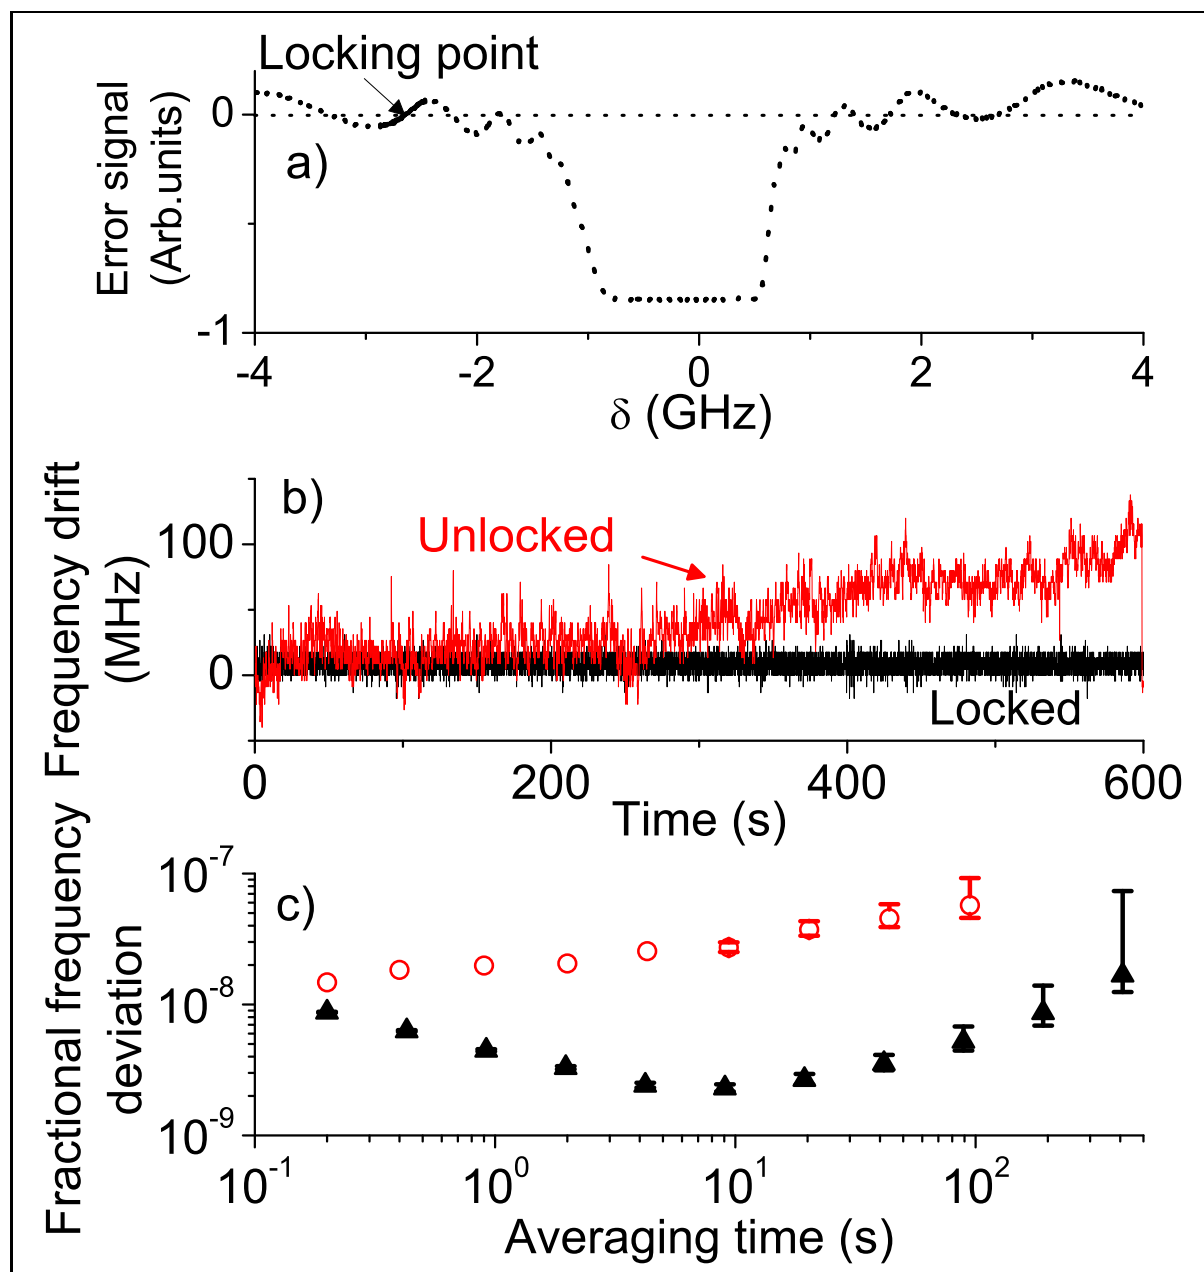 Locking point
Error signal
(Arb.units)
0
-1
a)
-4
-2
0
2
4
δ (GHz)
Frequency drift
(MHz)
100
0
b)
Unlocked
Locked
0
200
400
600
Time (s)
Fractional frequency
deviation
10^-7
10^-8
10^-9
c)
10^-1
10^0
10^1
10^2
Averaging time (s)